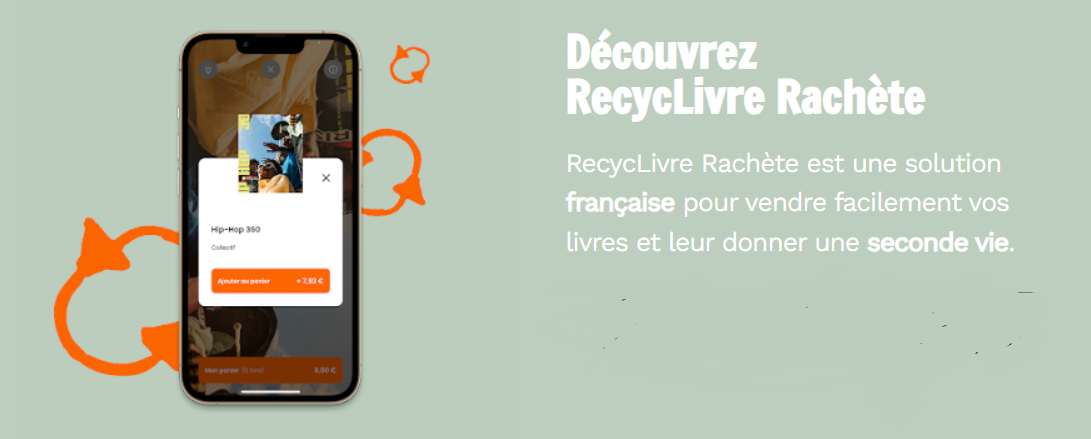 Découvrez
RecycLivre Rachète
RecycLivre Rachète est une solution
française pour vendre facilement vos
livres et leur donner une seconde vie.
Hip-Hop 360
Collectif
Ajouter au panier + 7,93 €
Mon panier 0,00 €